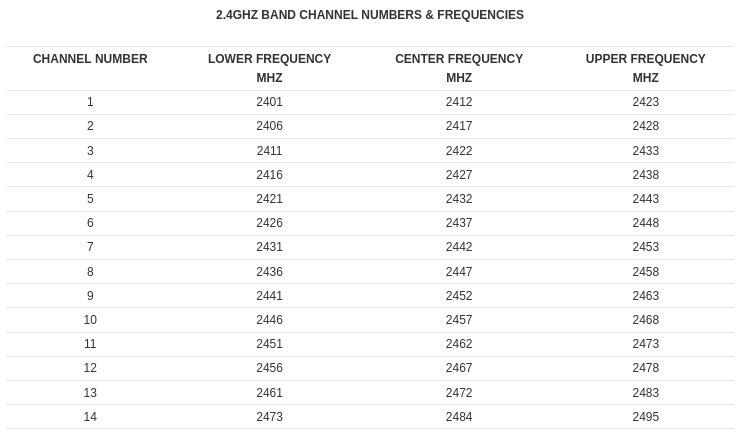 2.4GHZ BAND CHANNEL NUMBERS & FREQUENCIES
CHANNEL NUMBER LOWER FREQUENCY CENTER FREQUENCY UPPER FREQUENCY
MHZ MHZ MHZ
1 2401 2412 2423
2 2406 2417 2428
3 2411 2422 2433
4 2416 2427 2438
5 2421 2432 2443
6 2426 2437 2448
7 2431 2442 2453
8 2436 2447 2458
9 2441 2452 2463
10 2446 2457 2468
11 2451 2462 2473
12 2456 2467 2478
13 2461 2472 2483
14 2473 2484 2495